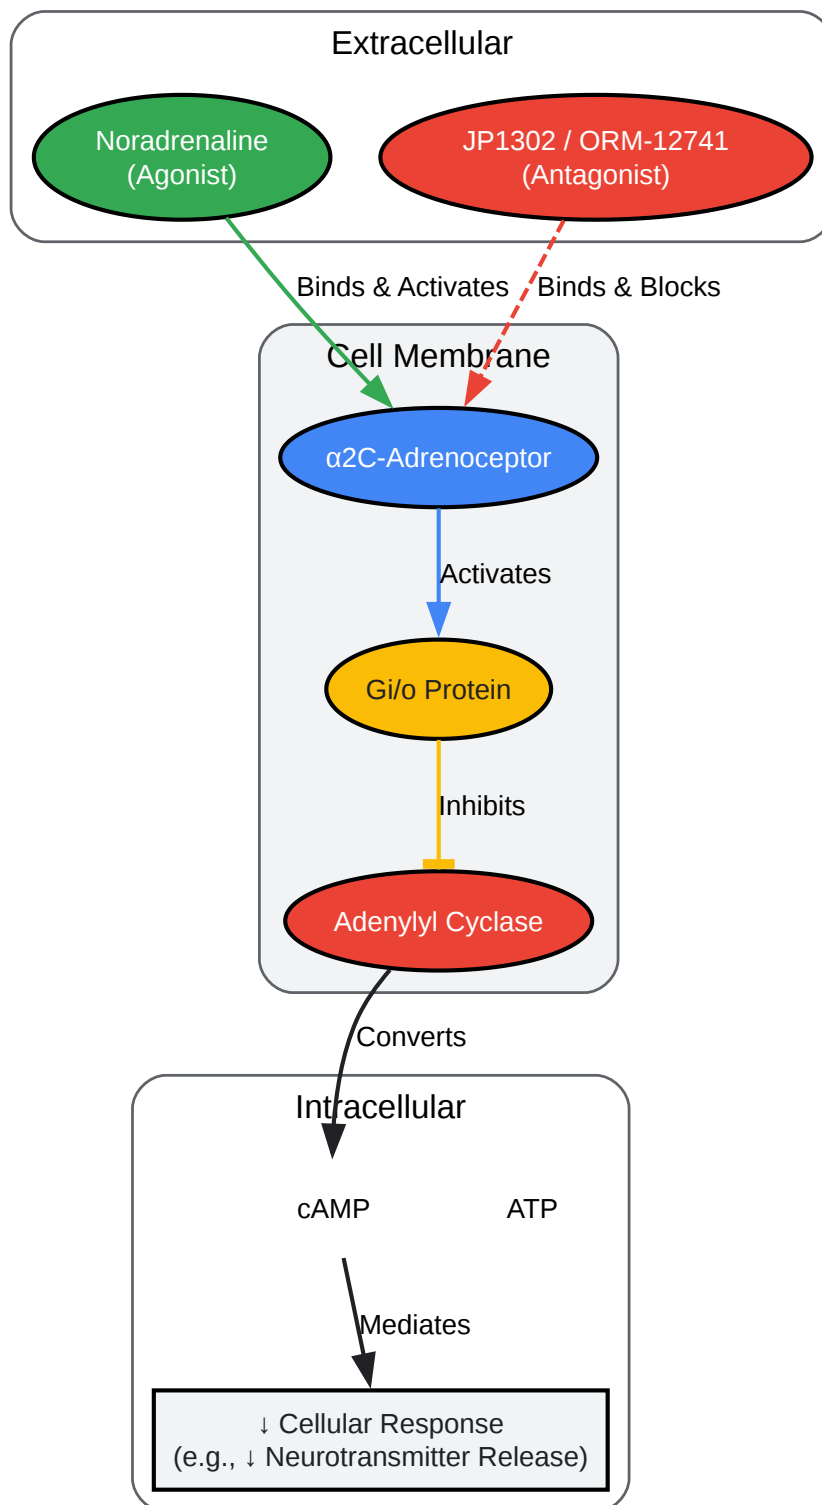 Extracellular
Noradrenaline
(Agonist)
JP1302 / ORM-12741
(Antagonist)
Binds & Activates
Binds & Blocks
Cell Membrane
α2C-Adrenoceptor
Activates
Gi/o Protein
Inhibits
Adenylyl Cyclase
Converts
Intracellular
cAMP
ATP
Mediates
↓ Cellular Response
(e.g., ↓ Neurotransmitter Release)